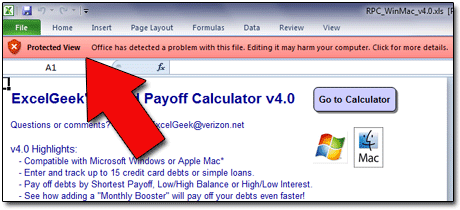 RPC_WinMac_v4.0.xls [R
File Home Insert Page Layout Formulas Data Review View
Protected View Office has detected a problem with this file. Editing it may harm your computer. Click for more details.
A1 fx
ExcelGeek' Payoff Calculator v4.0 Go to Calculator
Questions or comments? ExcelGeek@verizon.net
v4.0 Highlights:
- Compatible with Microsoft Windows or Apple Mac*
- Enter and track up to 15 credit card debts or simple loans.
- Pay off debts by Shortest Payoff, Low/High Balance or High/Low Interest.
- See how adding a "Monthly Booster" will pay off your debts even faster!
Mac